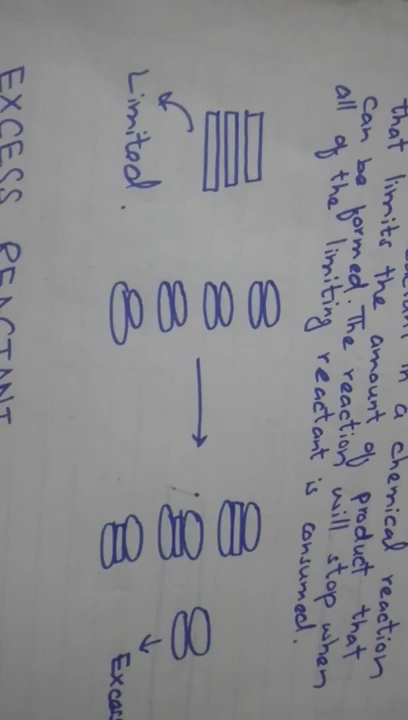 that limits the amount of product that
can be formed. The reaction will stop when
all of the limiting reactant is consumed.
Limited.
EXCESS REACTANT